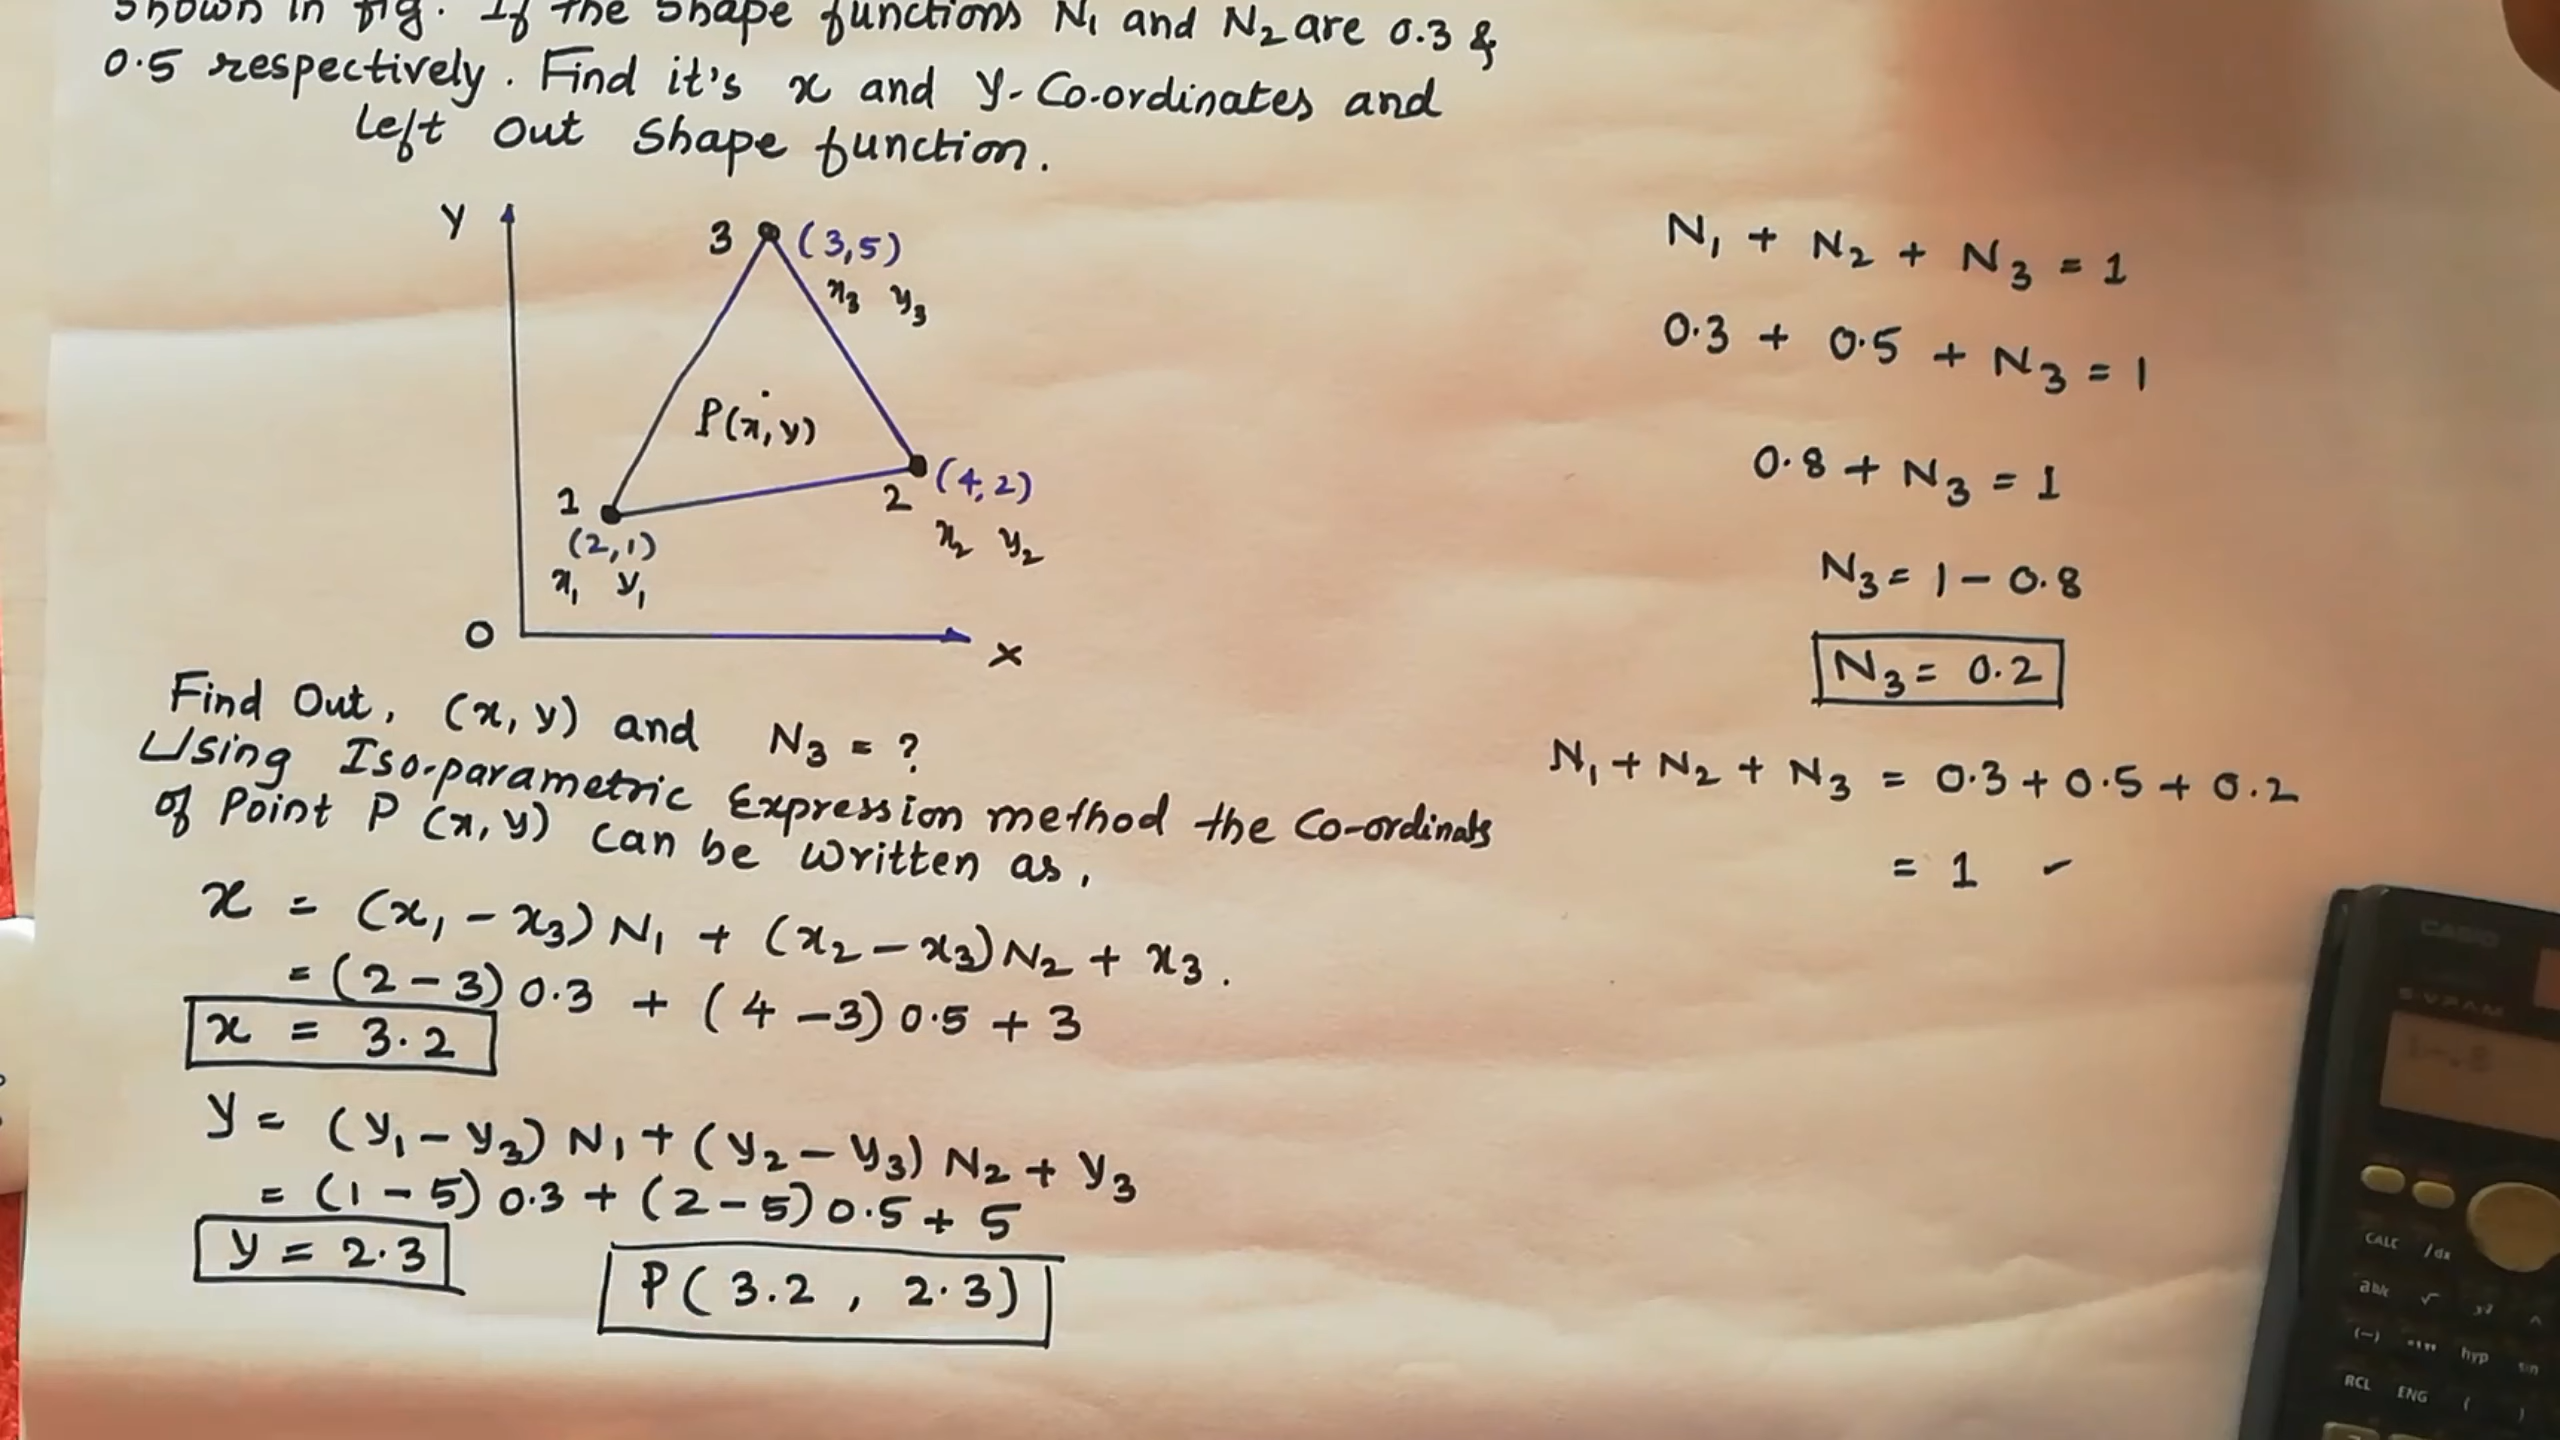 shown in fig. If the Shape functions N₁ and N₂ are 0.3 &
0.5 respectively. Find it's x and y-Co-ordinates and
left out Shape function.
Y
3 (3,5)
x₃ y₃
P(x,y)
1
(2,1)
x₁ y₁
2 (4,2)
x₂ y₂
O
X
Find Out, (x, y) and N₃ = ?
Using Iso-parametric Expression method the Co-ordinats
of Point P (x, y) can be written as,
x = (x₁ - x₃) N₁ + (x₂ - x₃) N₂ + x₃.
= (2 - 3) 0.3 + (4 - 3) 0.5 + 3
x = 3.2
y = (y₁ - y₃) N₁ + (y₂ - y₃) N₂ + y₃
= (1 - 5) 0.3 + (2 - 5) 0.5 + 5
y = 2.3
P( 3.2 , 2.3)
N₁ + N₂ + N₃ = 1
0.3 + 0.5 + N₃ = 1
0.8 + N₃ = 1
N₃ = 1 - 0.8
N₃ = 0.2
N₁ + N₂ + N₃ = 0.3 + 0.5 + 0.2
= 1
CASIO
S-V.P.A.M.
CALC
hyp sin
RCL ENG ( )